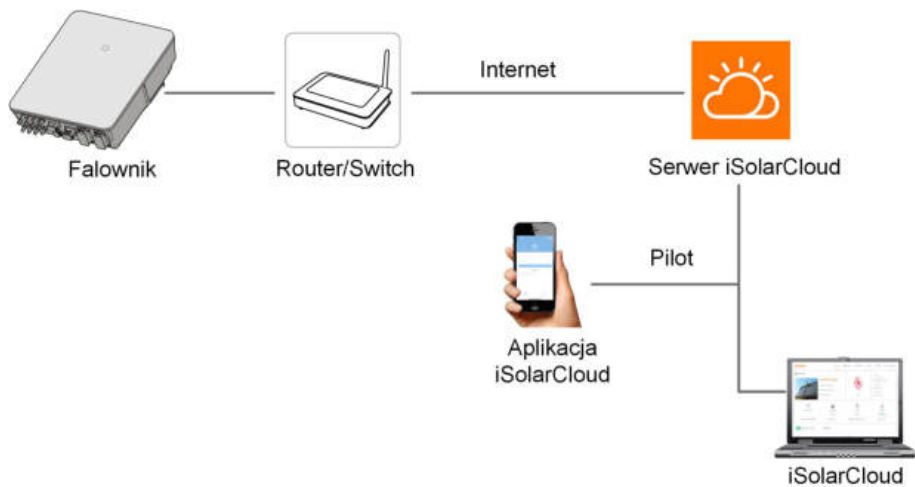 Internet
Falownik
Router/Switch
Serwer iSolarCloud
Pilot
Aplikacja
iSolarCloud
iSolarCloud